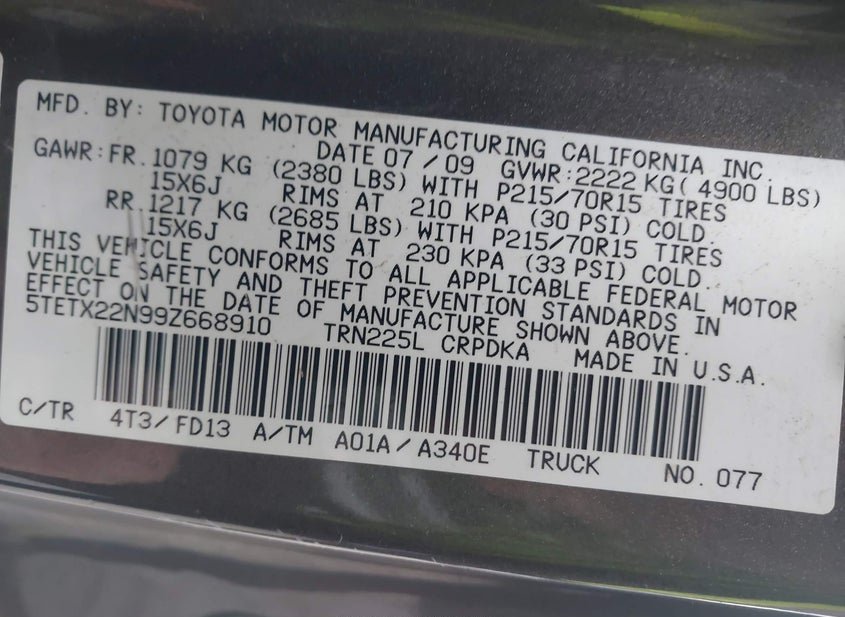 MFD. BY: TOYOTA MOTOR MANUFACTURING CALIFORNIA INC.
DATE 07 / 09 GVWR: 2222 KG( 4900 LBS)
GAWR: FR. 1079 KG (2380 LBS) WITH P215/70R15 TIRES
15X6J RIMS AT 210 KPA (30 PSI) COLD.
RR. 1217 KG (2685 LBS) WITH P215/70R15 TIRES
15X6J RIMS AT 230 KPA (33 PSI) COLD.
THIS VEHICLE CONFORMS TO ALL APPLICABLE FEDERAL MOTOR
VEHICLE SAFETY AND THEFT PREVENTION STANDARDS IN
EFFECT ON THE DATE OF MANUFACTURE SHOWN ABOVE.
5TETX22N99Z668910 TRN225L CRPDKA MADE IN U.S.A.
C/TR 4T3/FD13 A/TM A01A/A340E TRUCK NO. 077